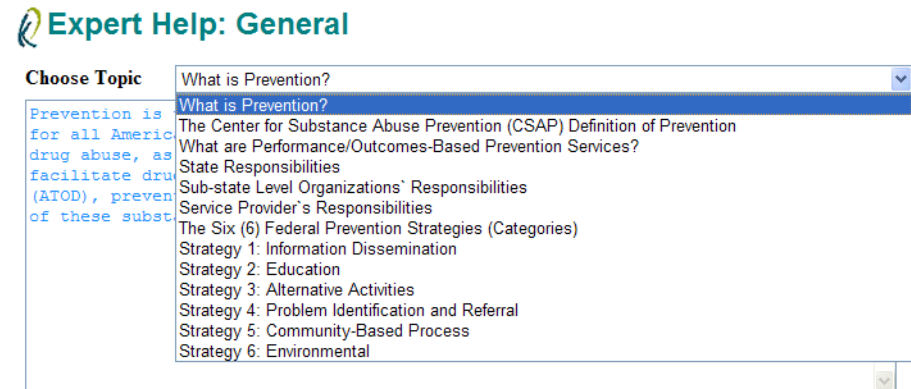 Expert Help: General
Choose Topic
What is Prevention?
What is Prevention?
The Center for Substance Abuse Prevention (CSAP) Definition of Prevention
What are Performance/Outcomes-Based Prevention Services?
State Responsibilities
Sub-state Level Organizations` Responsibilities
Service Provider`s Responsibilities
The Six (6) Federal Prevention Strategies (Categories)
Strategy 1: Information Dissemination
Strategy 2: Education
Strategy 3: Alternative Activities
Strategy 4: Problem Identification and Referral
Strategy 5: Community-Based Process
Strategy 6: Environmental
Prevention is
for all
drug abuse, as
facilitate
(ATOD),
of these